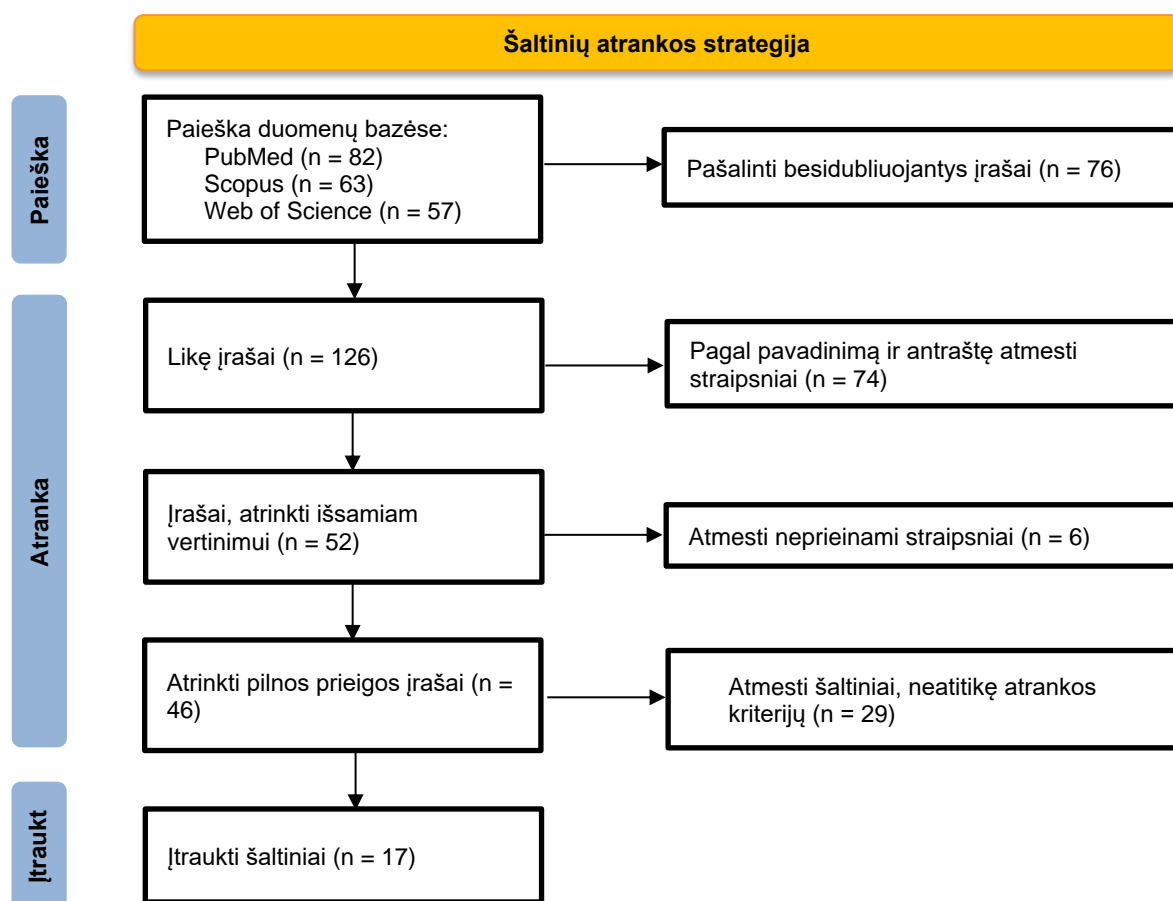 Šaltinių atrankos strategija
Paieška
Paieška duomenų bazėse:
PubMed (n = 82)
Scopus (n = 63)
Web of Science (n = 57)
Pašalinti besidubliuojantys įrašai (n = 76)
Atranka
Likę įrašai (n = 126)
Pagal pavadinimą ir antraštę atmesti
straipsniai (n = 74)
Įrašai, atrinkti išsamiam
vertinimui (n = 52)
Atmesti neprieinami straipsniai (n = 6)
Atrinkti pilnos prieigos įrašai (n =
46)
Atmesti šaltiniai, neatitikę atrankos
kriterijų (n = 29)
Įtraukt
Įtraukti šaltiniai (n = 17)